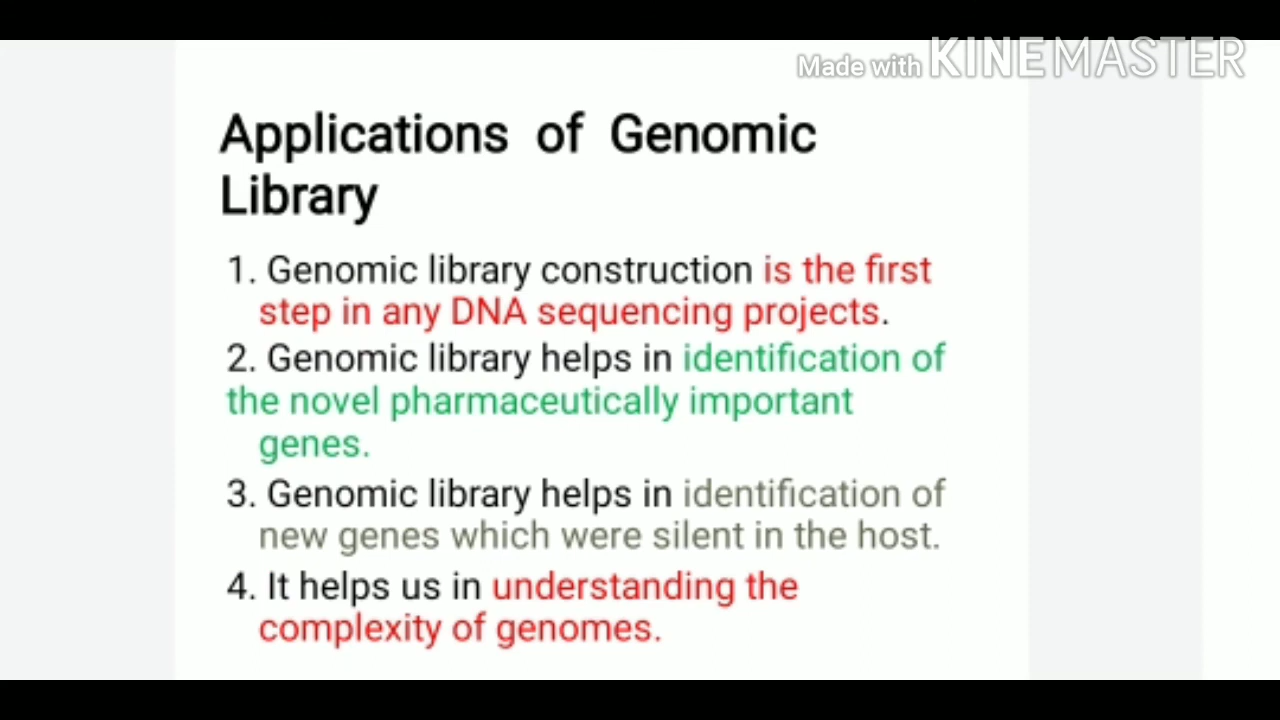 Made with KINEMASTER
Applications of Genomic
Library
1. Genomic library construction is the first
step in any DNA sequencing projects.
2. Genomic library helps in identification of
the novel pharmaceutically important
genes.
3. Genomic library helps in identification of
new genes which were silent in the host.
4. It helps us in understanding the
complexity of genomes.